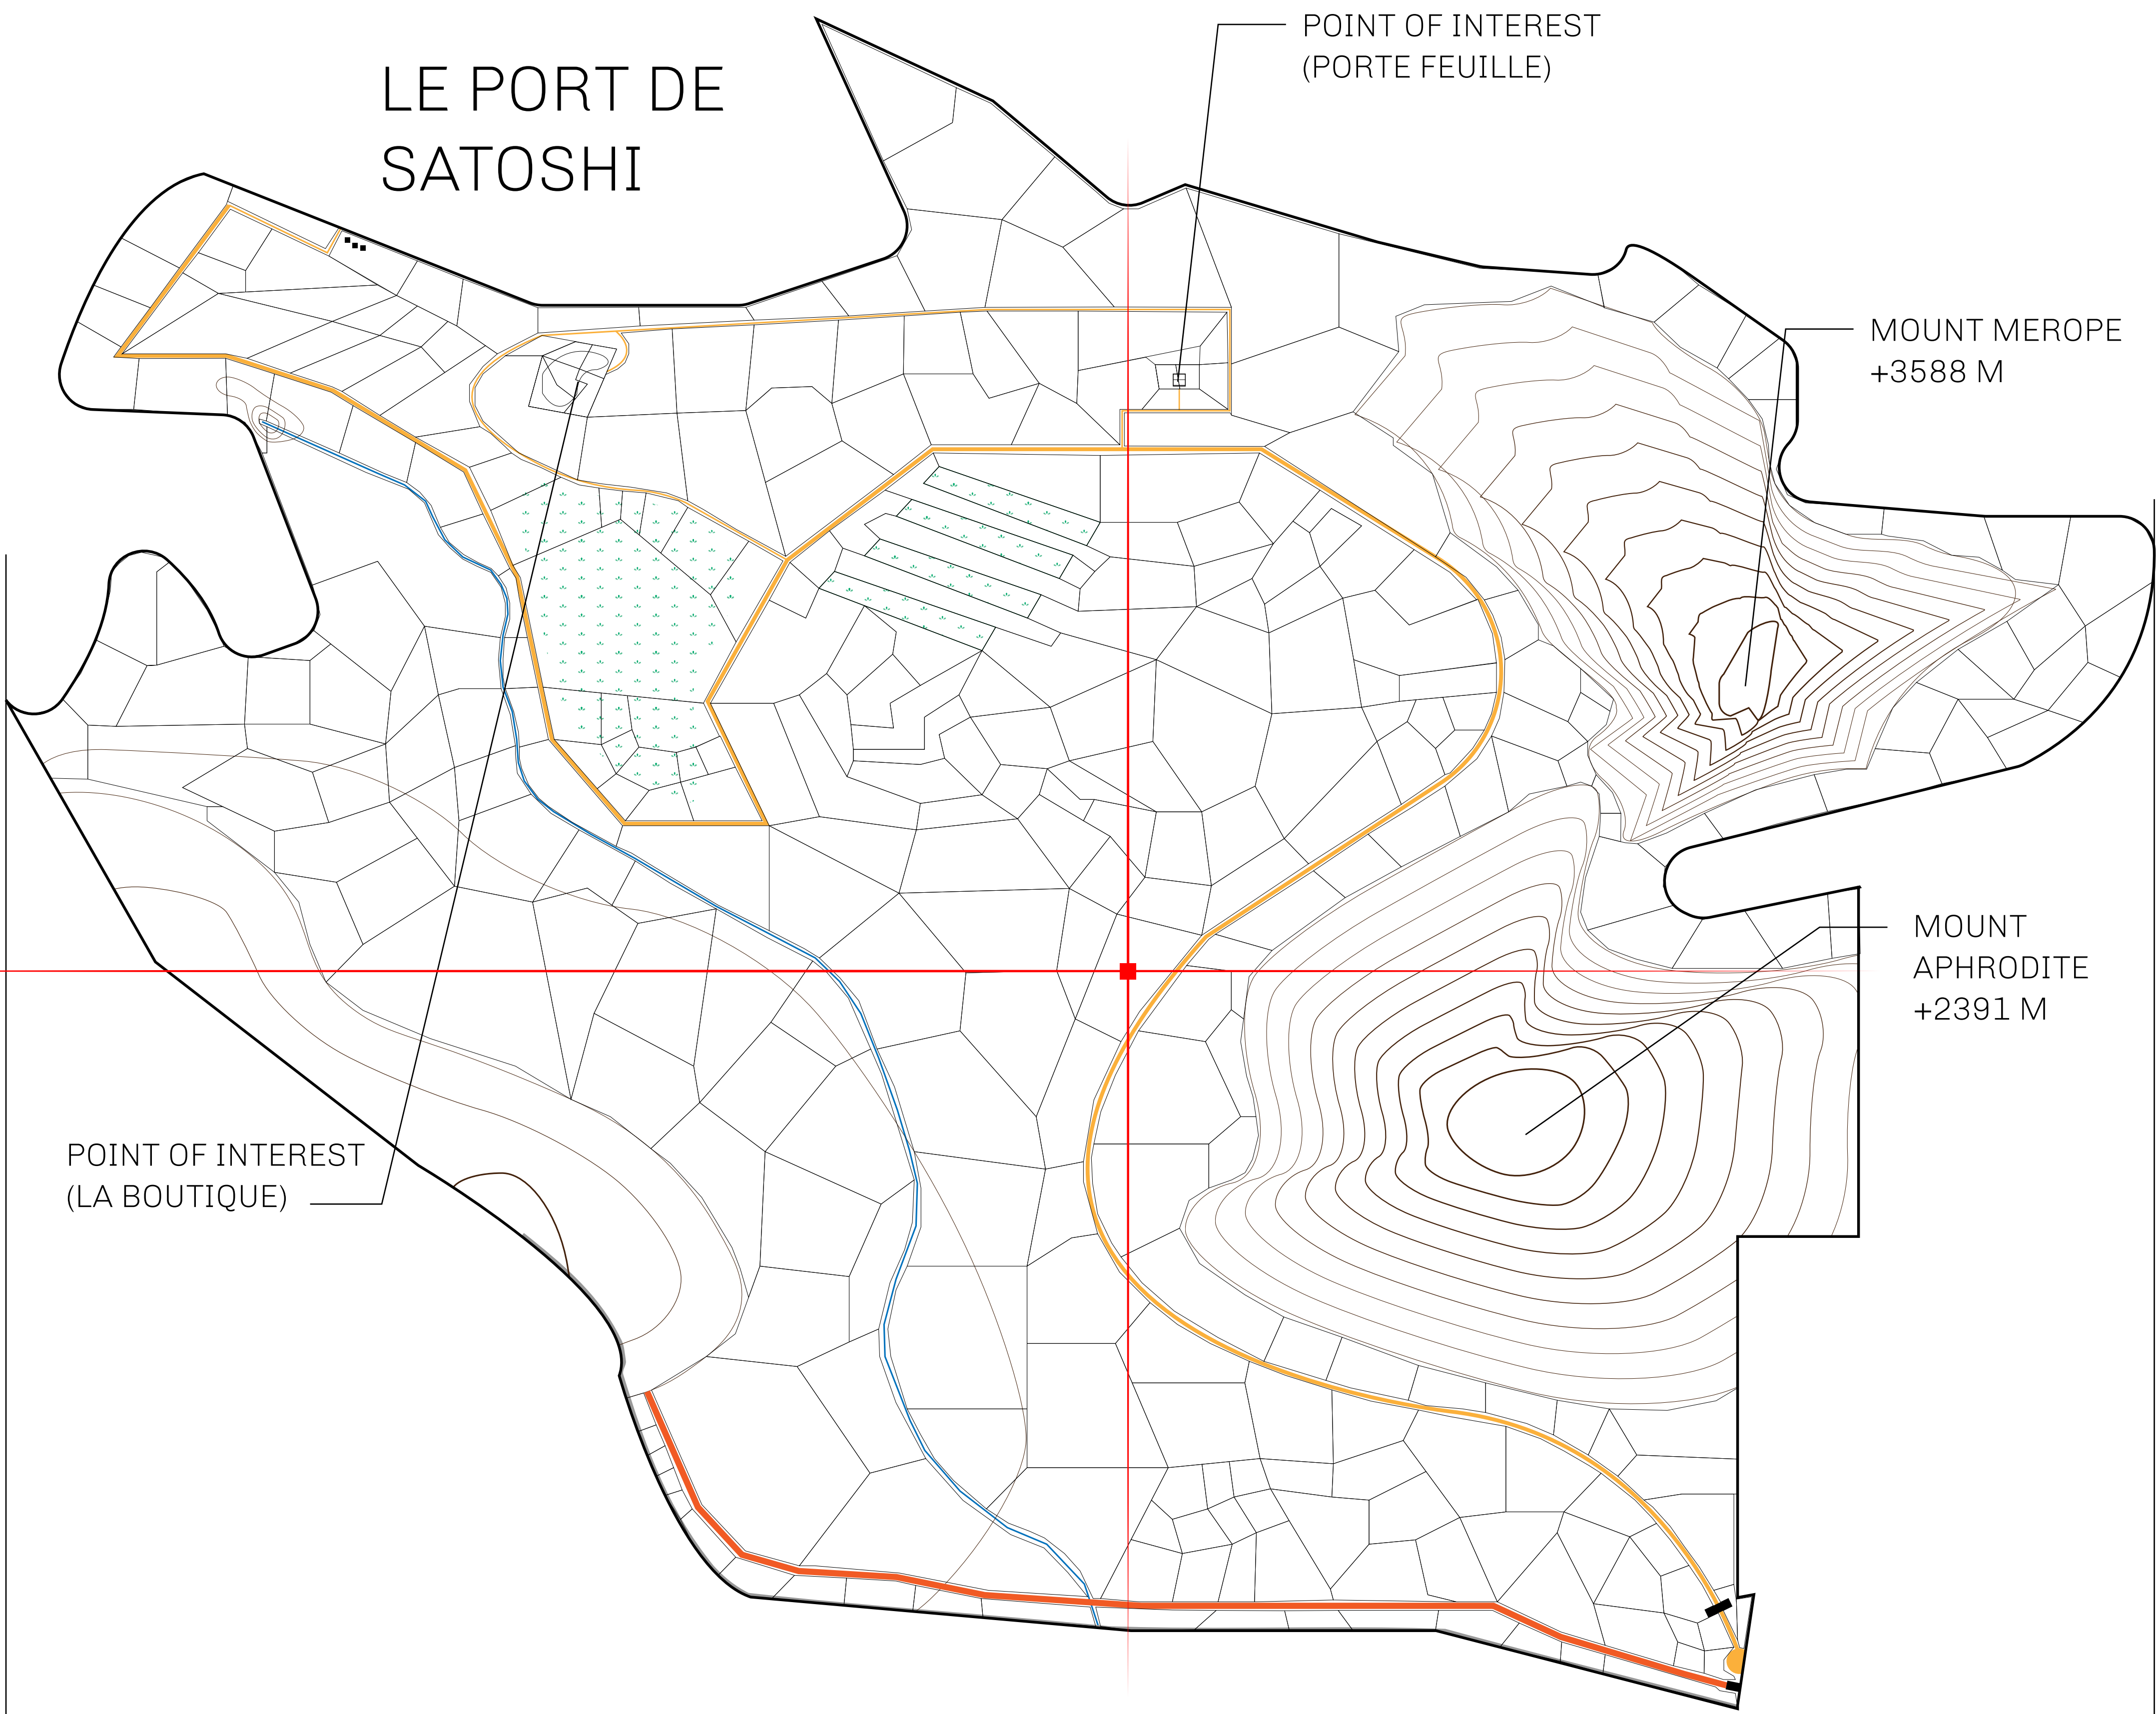 LE PORT DE
SATOSHI
POINT OF INTEREST
(PORTE FEUILLE)
MOUNT MEROPE
+3588 M
MOUNT
APHRODITE
+2391 M
POINT OF INTEREST
(LA BOUTIQUE)